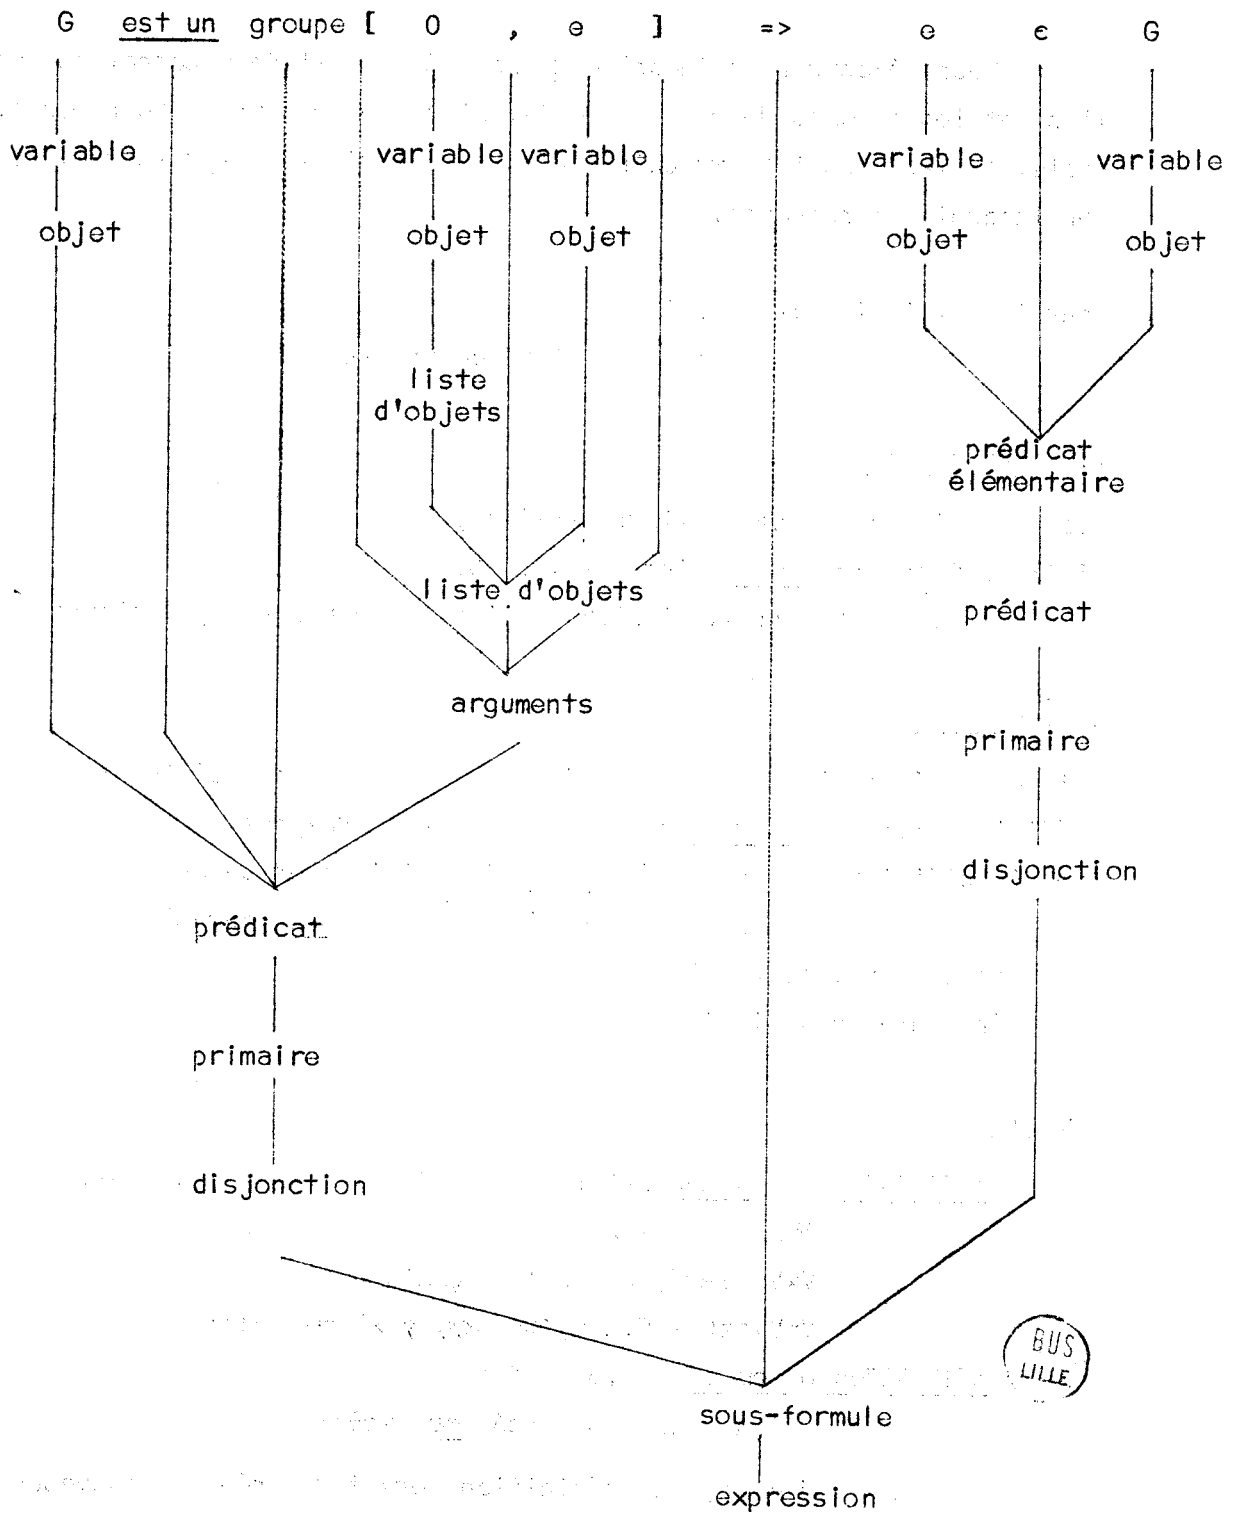 G est un groupe [ O , e ] => e ϵ G
variable variable variable variable variable
objet objet objet objet objet
liste
d'objets
prédicat
élémentaire
liste d'objets
prédicat
arguments
primaire
disjonction
prédicat
primaire
disjonction
BUS
LILLE
sous-formule
expression